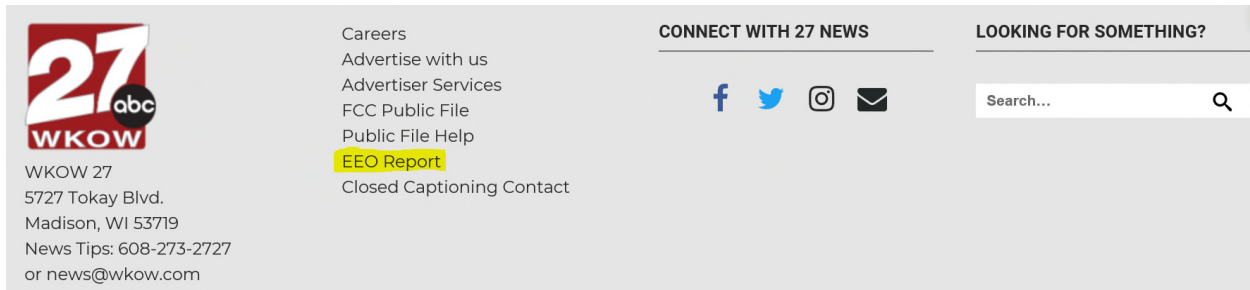 27
abc
WKOW
WKOW 27
5727 Tokay Blvd.
Madison, WI 53719
News Tips: 608-273-2727
or news@wkow.com
Careers
Advertise with us
Advertiser Services
FCC Public File
Public File Help
EEO Report
Closed Captioning Contact
CONNECT WITH 27 NEWS
LOOKING FOR SOMETHING?
Search...